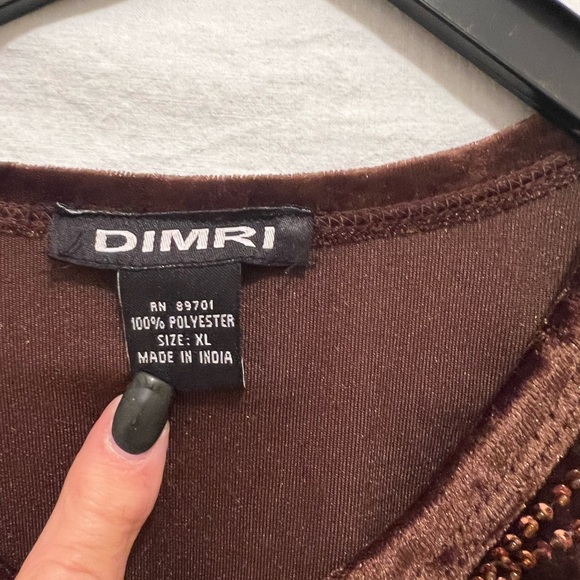 DIMRI
RN 89701
100% POLYESTER
SIZE: XL
MADE IN INDIA